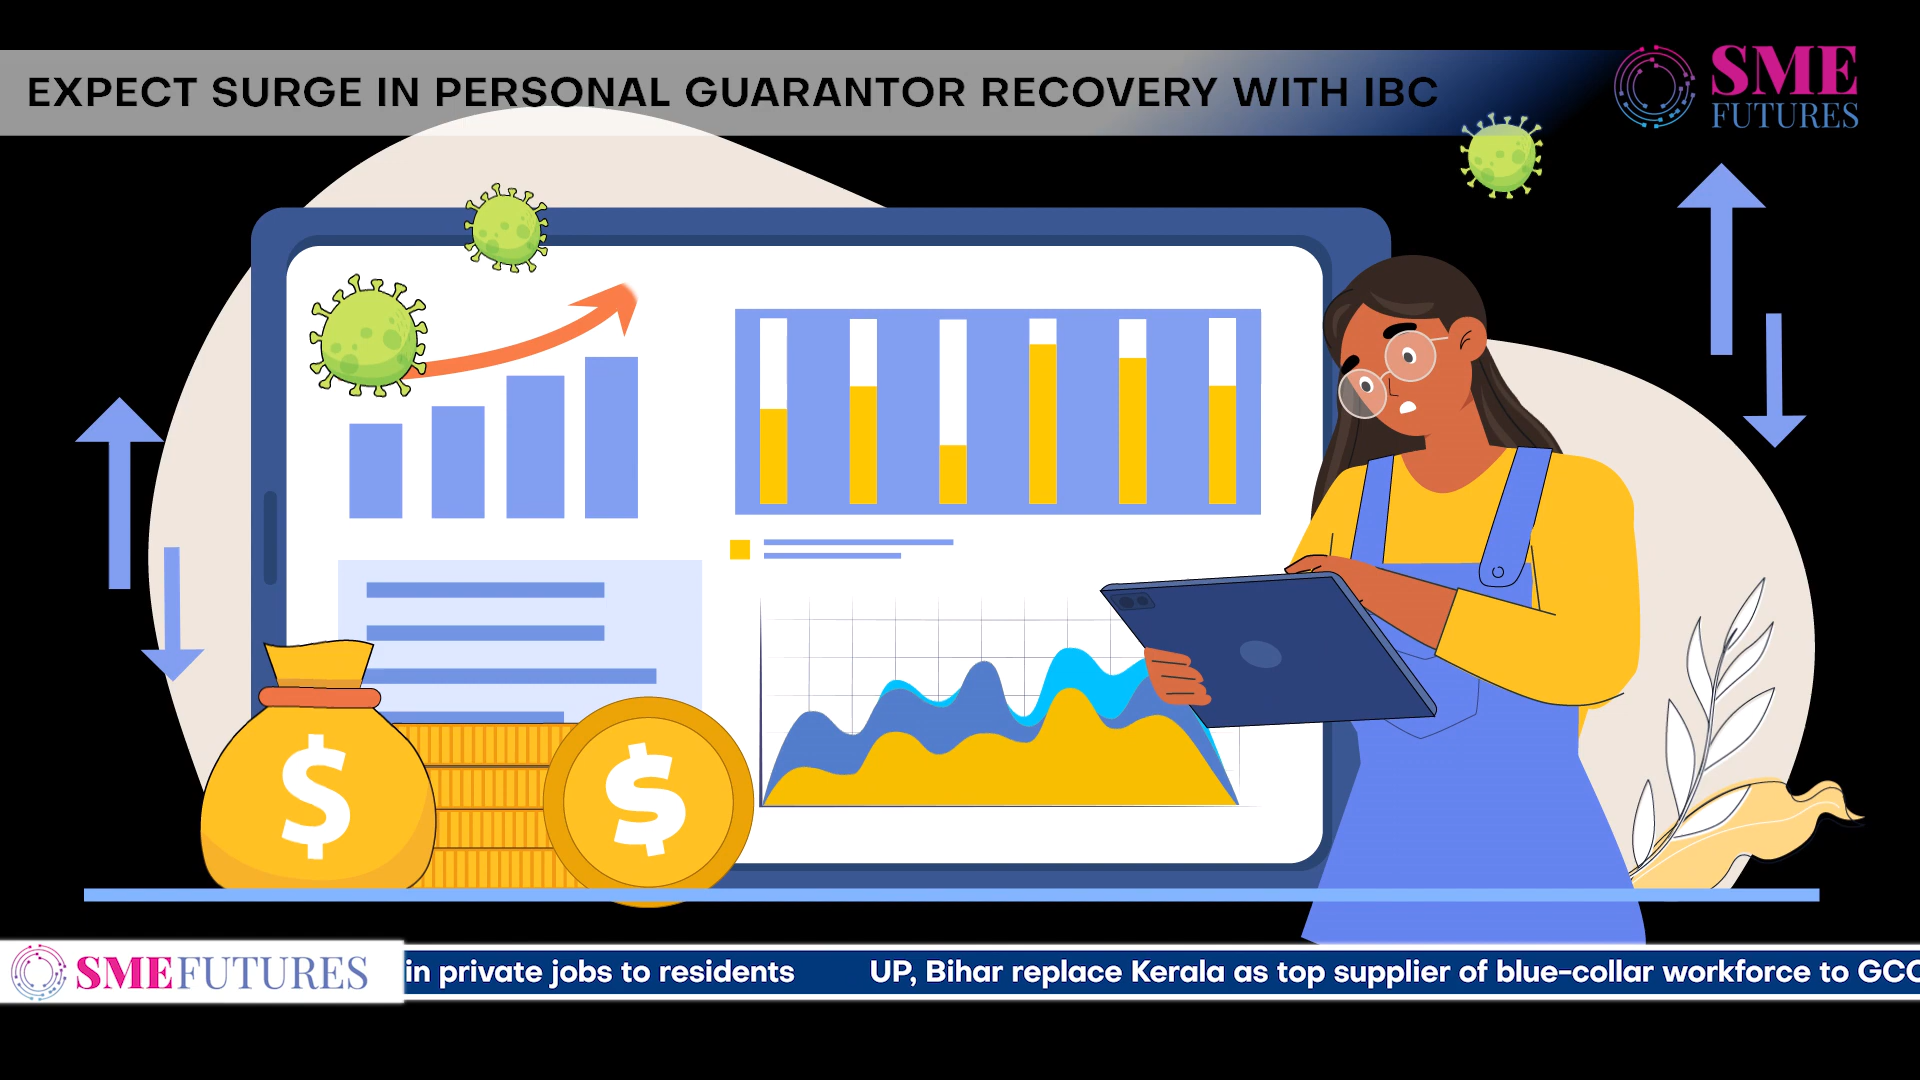 EXPECT SURGE IN PERSONAL GUARANTOR RECOVERY WITH IBC
SME
FUTURES
$
$
SMEFUTURES
in private jobs to residents
UP, Bihar replace Kerala as top supplier of blue-collar workforce to GCC